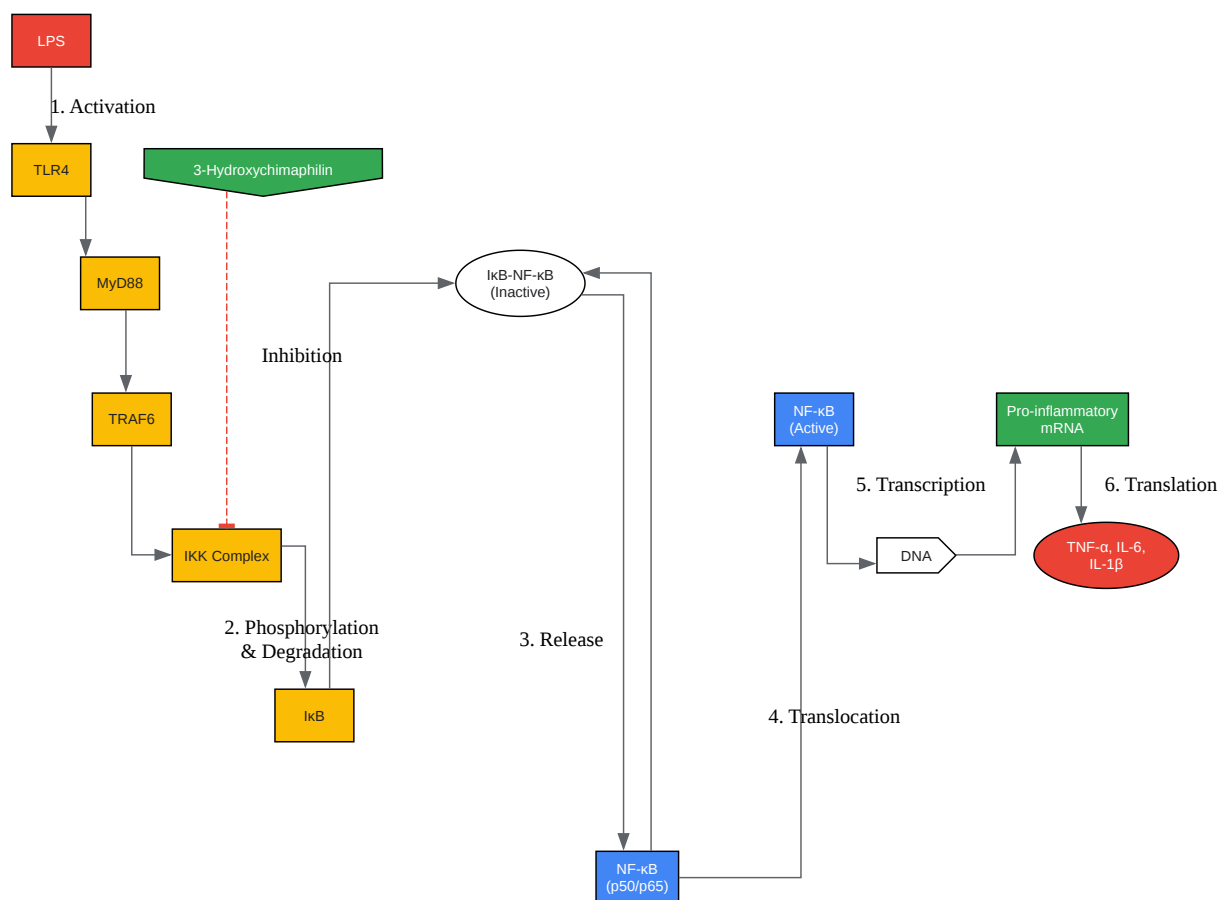 LPS
1. Activation
TLR4
3-Hydroxychimaphilin
MyD88
IκB-NF-κB
(Inactive)
Inhibition
TRAF6
NF-κB
(Active)
Pro-inflammatory
mRNA
5. Transcription
6. Translation
IKK Complex
DNA
TNF-α, IL-6,
IL-1β
2. Phosphorylation
& Degradation
3. Release
IκB
4. Translocation
NF-κB
(p50/p65)